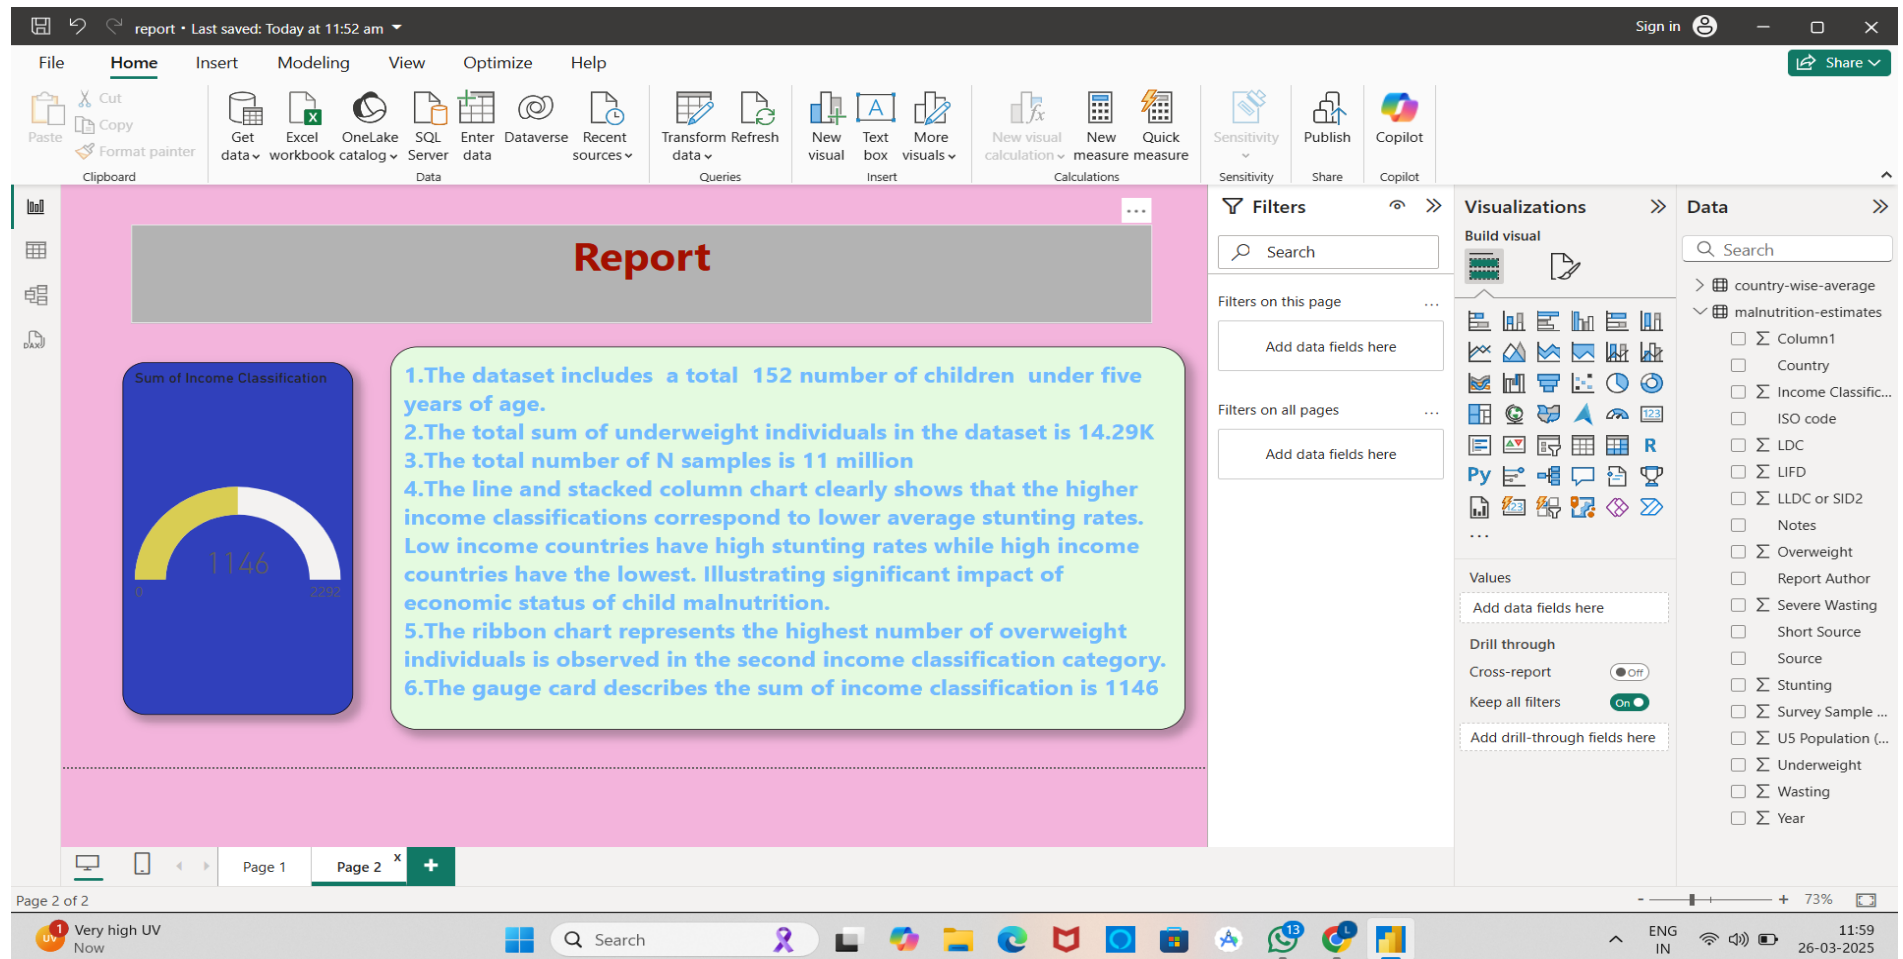 report • Last saved: Today at 11:52 am
Sign in
File Home Insert Modeling View Optimize Help
Share
Paste
Cut
Copy
Format painter
Clipboard
Get data
Excel workbook
OneLake catalog
SQL Server
Enter data
Dataverse
Recent sources
Data
Transform data
Refresh
Queries
New visual
Text box
More visuals
Insert
New visual calculation
New measure
Quick measure
Calculations
Sensitivity
Sensitivity
Publish
Share
Copilot
Copilot
Report
Sum of Income Classification
1146
0
2292
1.The dataset includes a total 152 number of children under five
years of age.
2.The total sum of underweight individuals in the dataset is 14.29K
3.The total number of N samples is 11 million
4.The line and stacked column chart clearly shows that the higher
income classifications correspond to lower average stunting rates.
Low income countries have high stunting rates while high income
countries have the lowest. Illustrating significant impact of
economic status of child malnutrition.
5.The ribbon chart represents the highest number of overweight
individuals is observed in the second income classification category.
6.The gauge card describes the sum of income classification is 1146
Filters
Search
Filters on this page
Add data fields here
Filters on all pages
Add data fields here
Visualizations
Build visual
123
R
Py
123
Values
Add data fields here
Drill through
Cross-report
Off
Keep all filters
On
Add drill-through fields here
Data
Search
country-wise-average
malnutrition-estimates
Column1
Country
Income Classific...
ISO code
LDC
LIFD
LLDC or SID2
Notes
Overweight
Report Author
Severe Wasting
Short Source
Source
Stunting
Survey Sample ...
U5 Population (...
Underweight
Wasting
Year
Page 1
Page 2
x
+
Page 2 of 2
- + 73%
1
UV
Very high UV
Now
Search
13
L
ENG
IN
11:59
26-03-2025